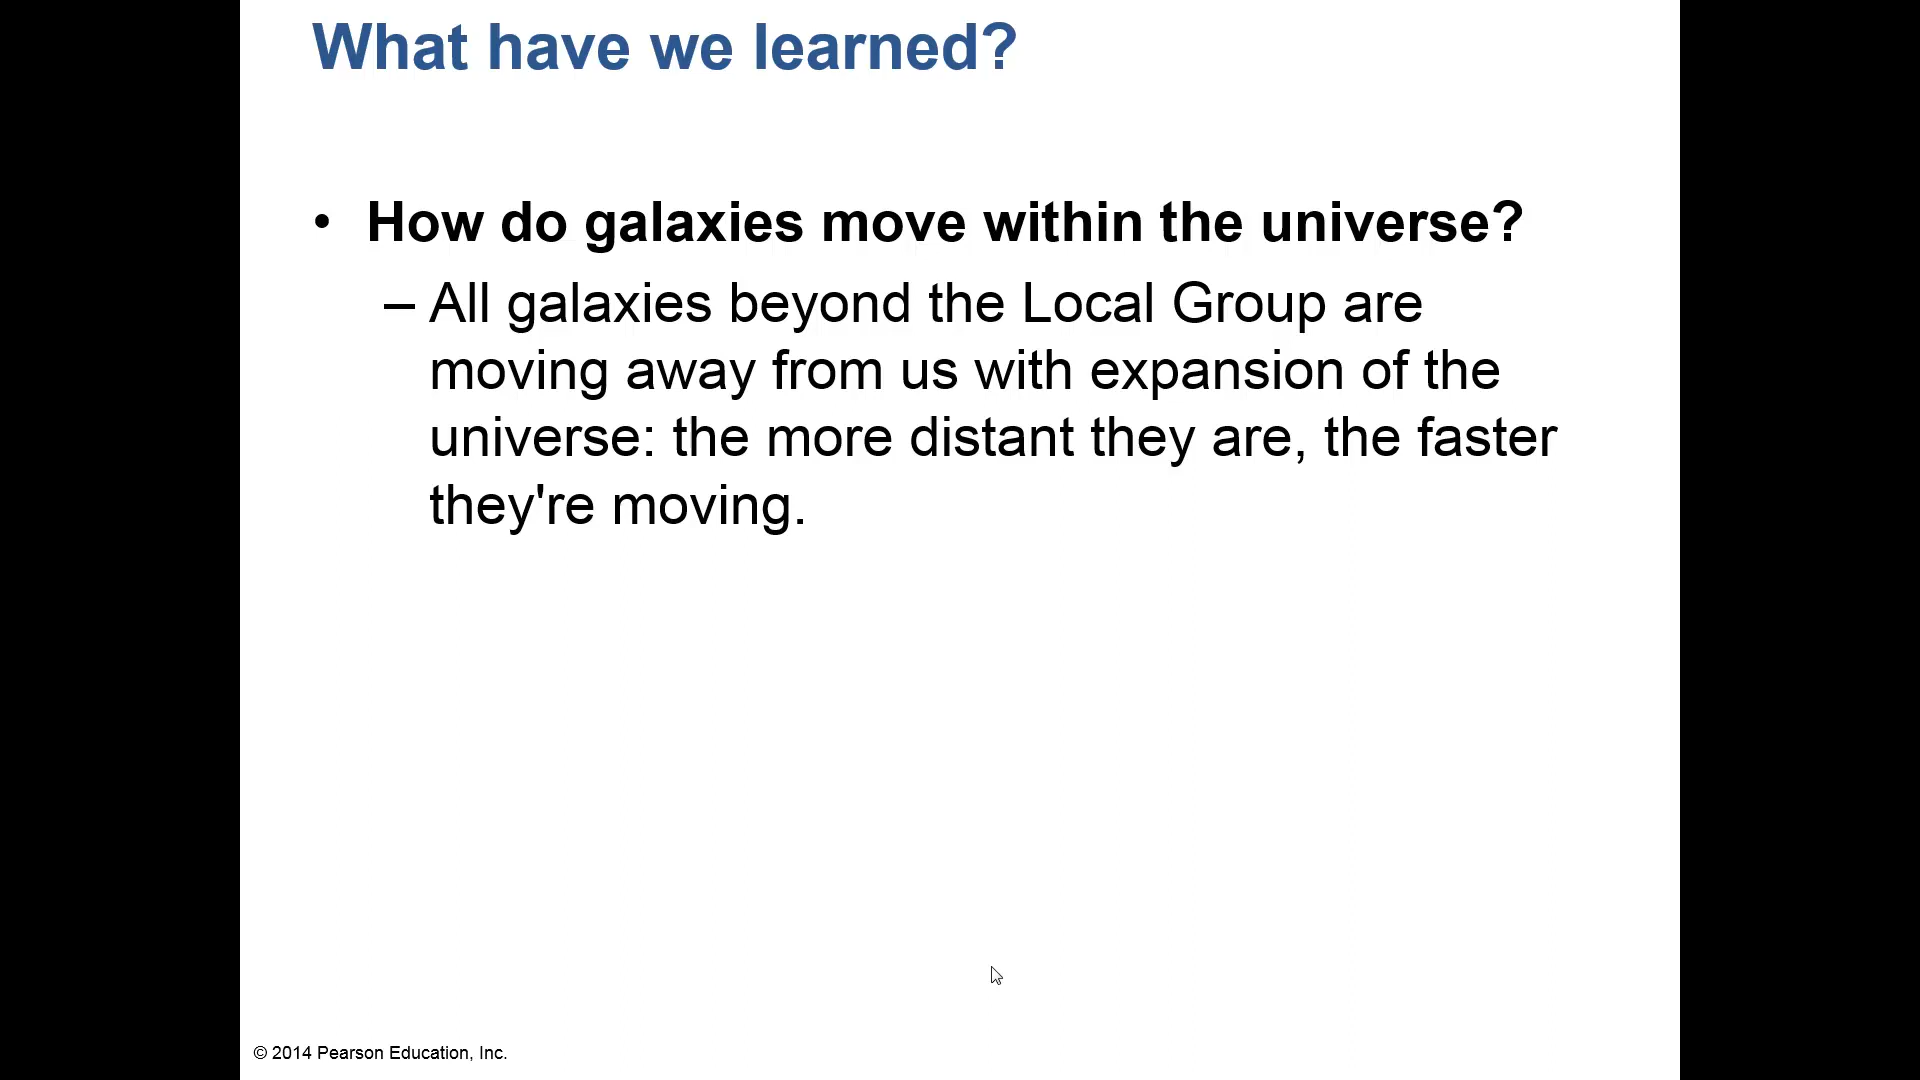 What have we learned?
• How do galaxies move within the universe?
– All galaxies beyond the Local Group are
moving away from us with expansion of the
universe: the more distant they are, the faster
they're moving.
© 2014 Pearson Education, Inc.